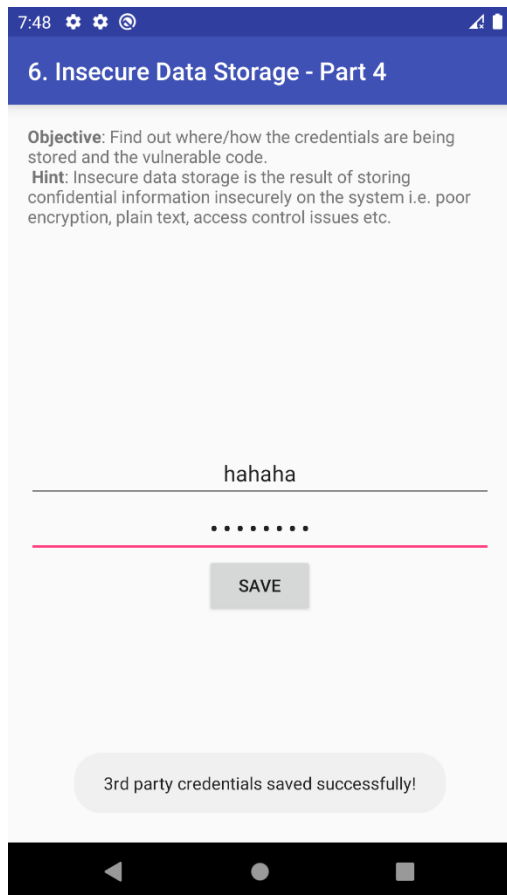 7:48
6. Insecure Data Storage - Part 4
Objective: Find out where/how the credentials are being
stored and the vulnerable code.
Hint: Insecure data storage is the result of storing
confidential information insecurely on the system i.e. poor
encryption, plain text, access control issues etc.
hahaha
••••••••
SAVE
3rd party credentials saved successfully!